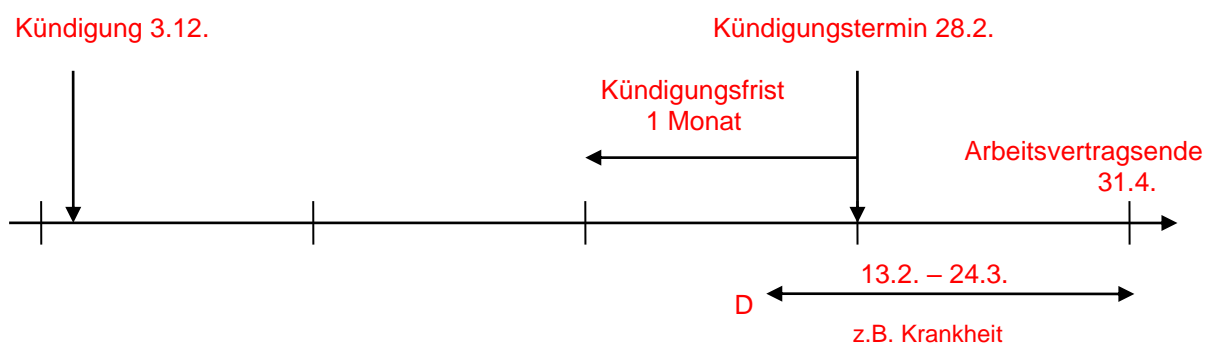 Kündigung 3.12.
Kündigungstermin 28.2.
Kündigungsfrist
1 Monat
Arbeitsvertragsende
31.4.
13.2. – 24.3.
D
z.B. Krankheit